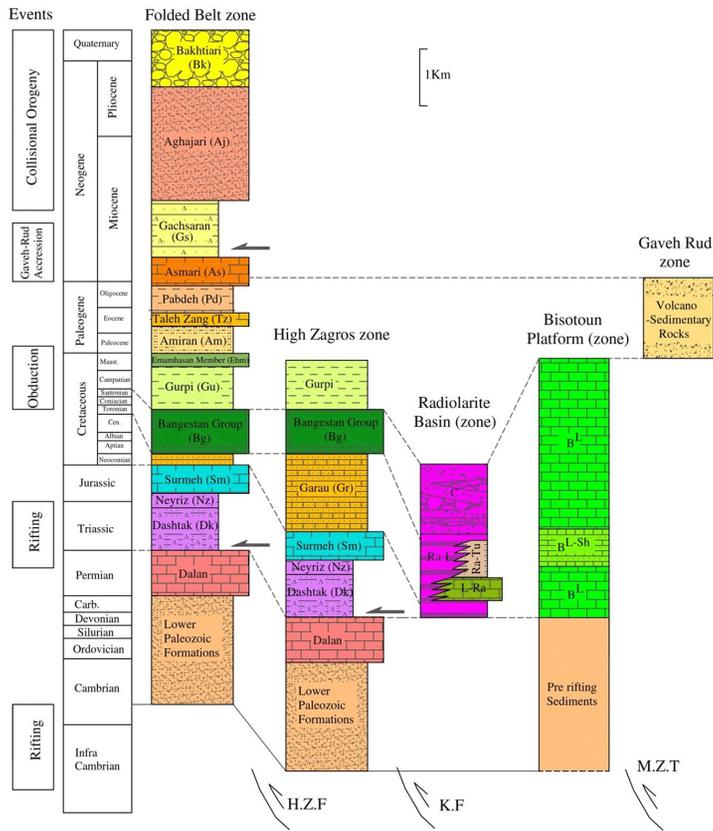 Events
Folded Belt zone
Collisional Orogeny
Gaveh-Rud
Accression
Obduction
Rifting
Rifting
Quaternary
Neogene
Pliocene
Miocene
Paleogene
Oligocene
Eocene
Paleocene
Cretaceous
Maast.
Campanian
Santonian
Coniacian
Toronian
Cen.
Albian
Aptian
Neocomian
Jurassic
Triassic
Permian
Carb.
Devonian
Silurian
Ordovician
Cambrian
Infra
Cambrian
Bakhtiari
(Bk)
Aghajari (Aj)
Gachsaran
(Gs)
Asmari (As)
Pabdeh (Pd)
Taleh Zang (Tz)
Amiran (Am)
Emamhasan Member (Ehm)
Gurpi (Gu)
Bangestan Group
(Bg)
Surmeh (Sm)
Neyriz (Nz)
Dashtak (Dk)
Dalan
Lower
Paleozoic
Formations
1Km
High Zagros zone
Gurpi
Bangestan Group
(Bg)
Garau (Gr)
Surmeh (Sm)
Neyriz (Nz)
Dashtak (Dk)
Dalan
Lower
Paleozoic
Formations
Radiolarite
Basin (zone)
C
Ra-L
Ra-Tu
L-Ra
Bisotoun
Platform (zone)
B L
B L-Sh
B L
Pre rifting
Sediments
Gaveh Rud
zone
Volcano
-Sedimentary
Rocks
H.Z.F
K.F
M.Z.T